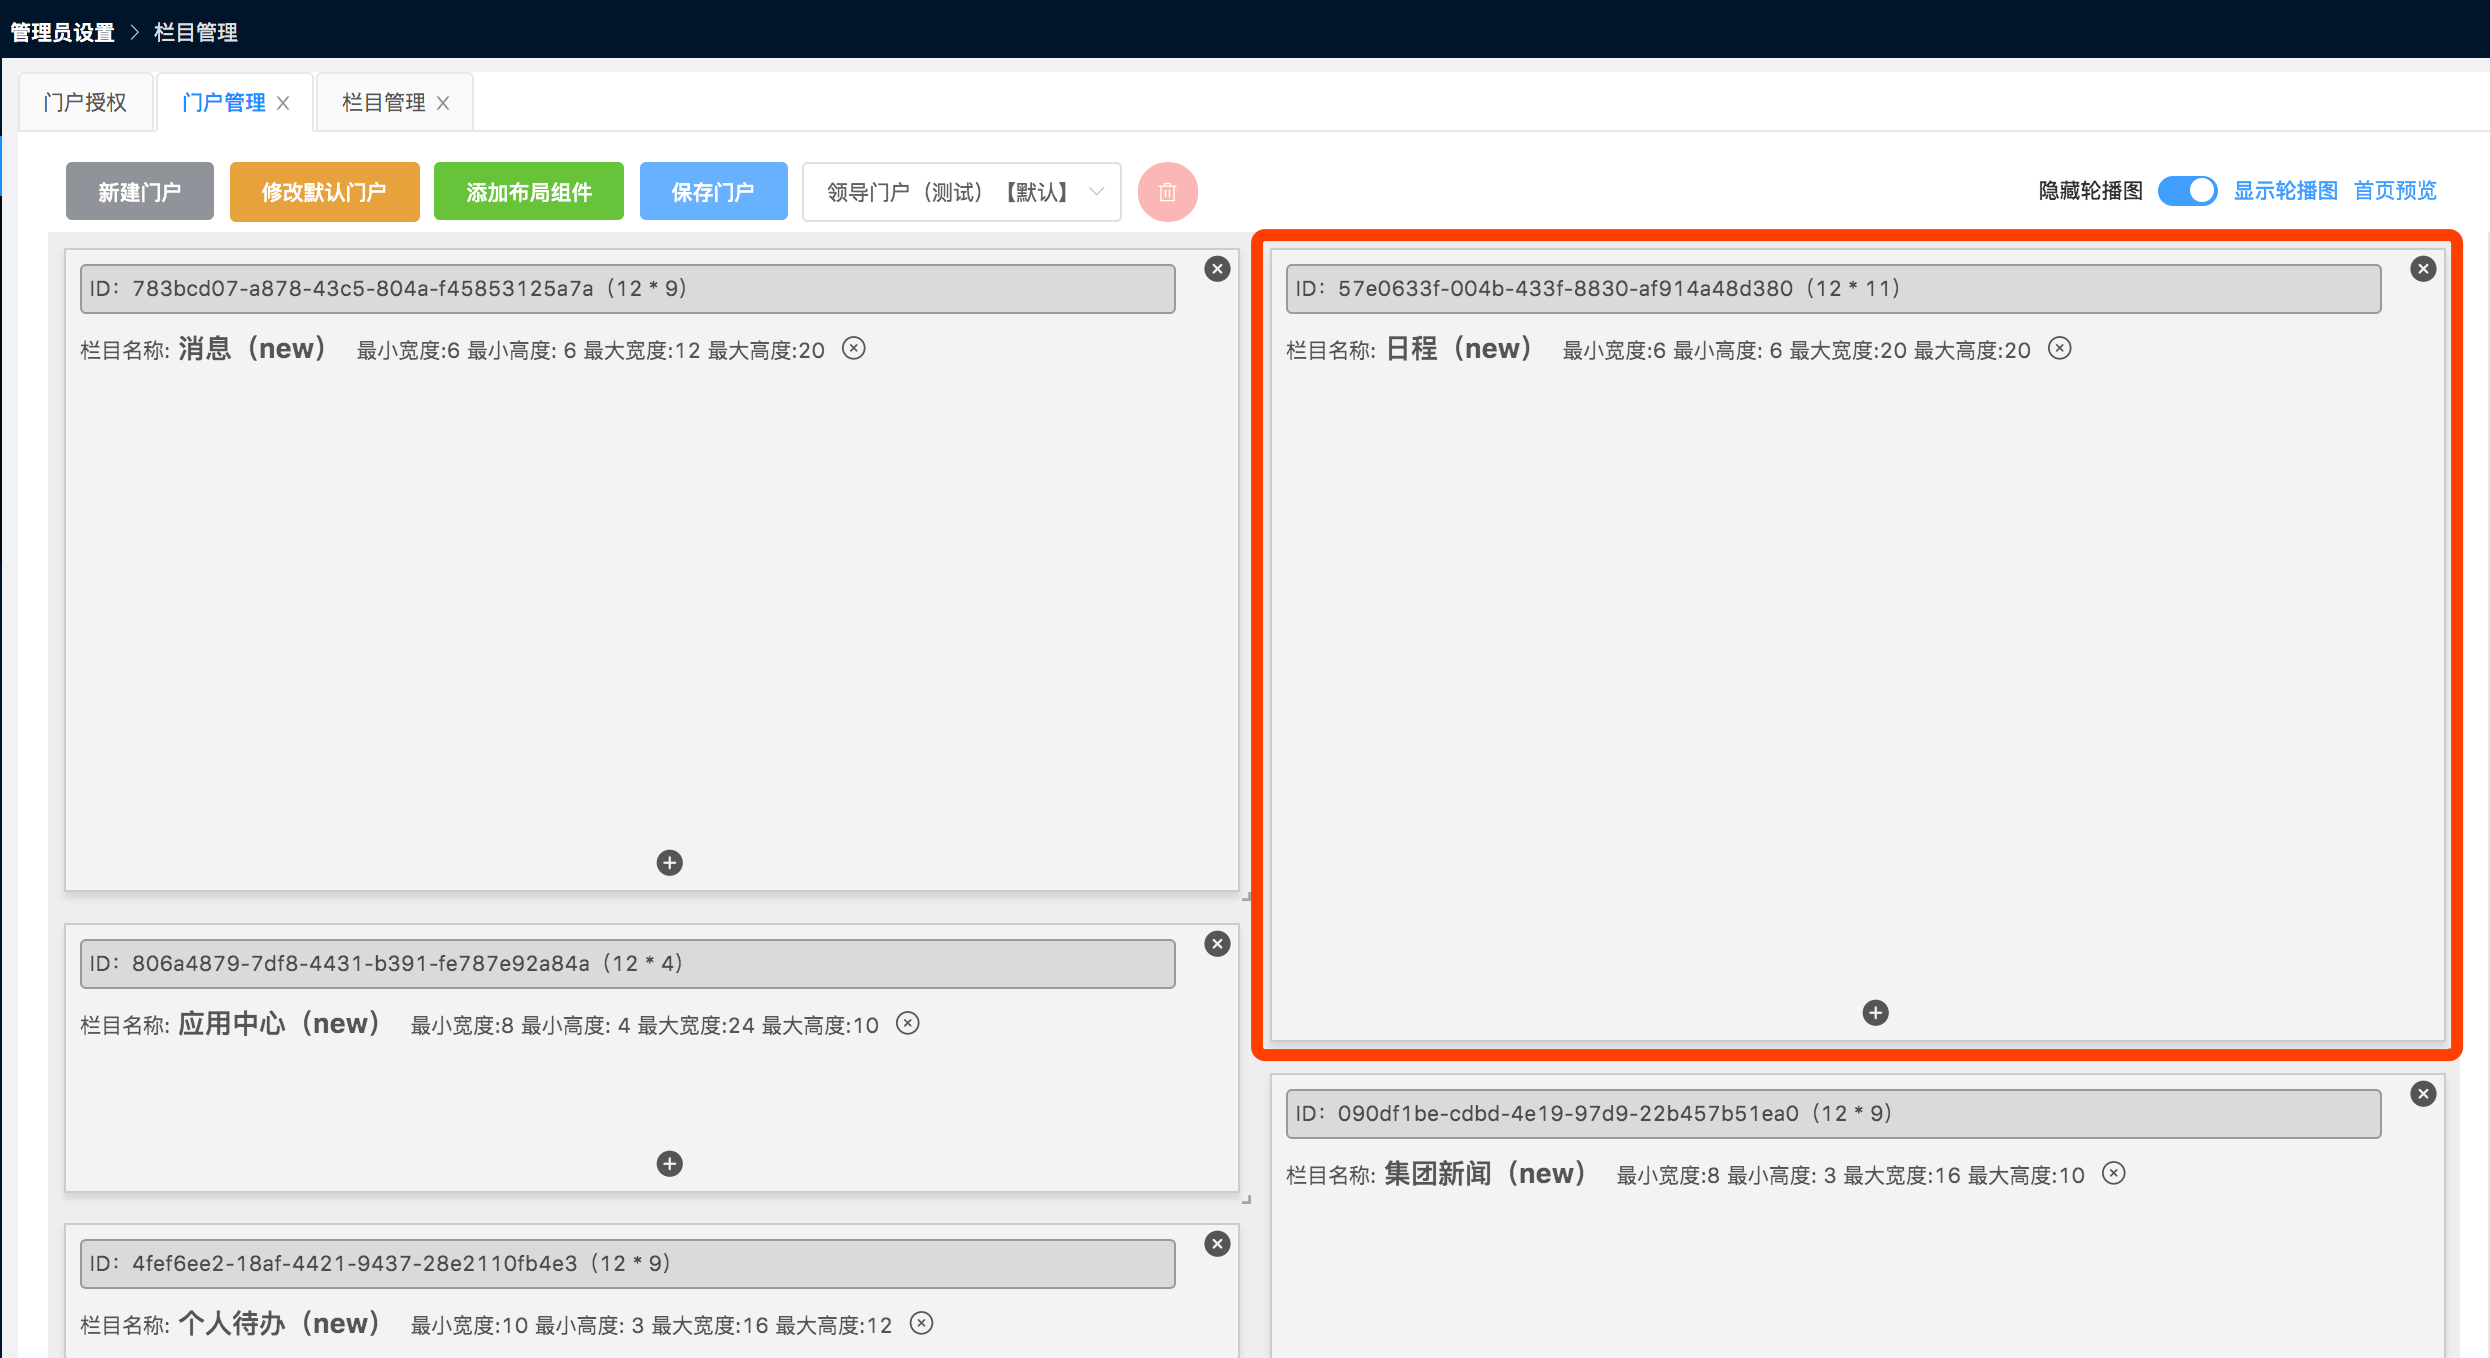 管理员设置 > 栏目管理
门户授权 门户管理 X 栏目管理 X
新建门户 修改默认门户 添加布局组件 保存门户 领导门户（测试）【默认】 隐藏轮播图 显示轮播图 首页预览
ID：783bcd07-a878-43c5-804a-f45853125a7a（12 * 9）
栏目名称: 消息（new） 最小宽度:6 最小高度: 6 最大宽度:12 最大高度:20
ID：57e0633f-004b-433f-8830-af914a48d380（12 * 11）
栏目名称: 日程（new） 最小宽度:6 最小高度: 6 最大宽度:20 最大高度:20
ID：806a4879-7df8-4431-b391-fe787e92a84a（12 * 4）
栏目名称: 应用中心（new） 最小宽度:8 最小高度: 4 最大宽度:24 最大高度:10
ID：090df1be-cdbd-4e19-97d9-22b457b51ea0（12 * 9）
栏目名称: 集团新闻（new） 最小宽度:8 最小高度: 3 最大宽度:16 最大高度:10
ID：4fef6ee2-18af-4421-9437-28e2110fb4e3（12 * 9）
栏目名称: 个人待办（new） 最小宽度:10 最小高度: 3 最大宽度:16 最大高度:12